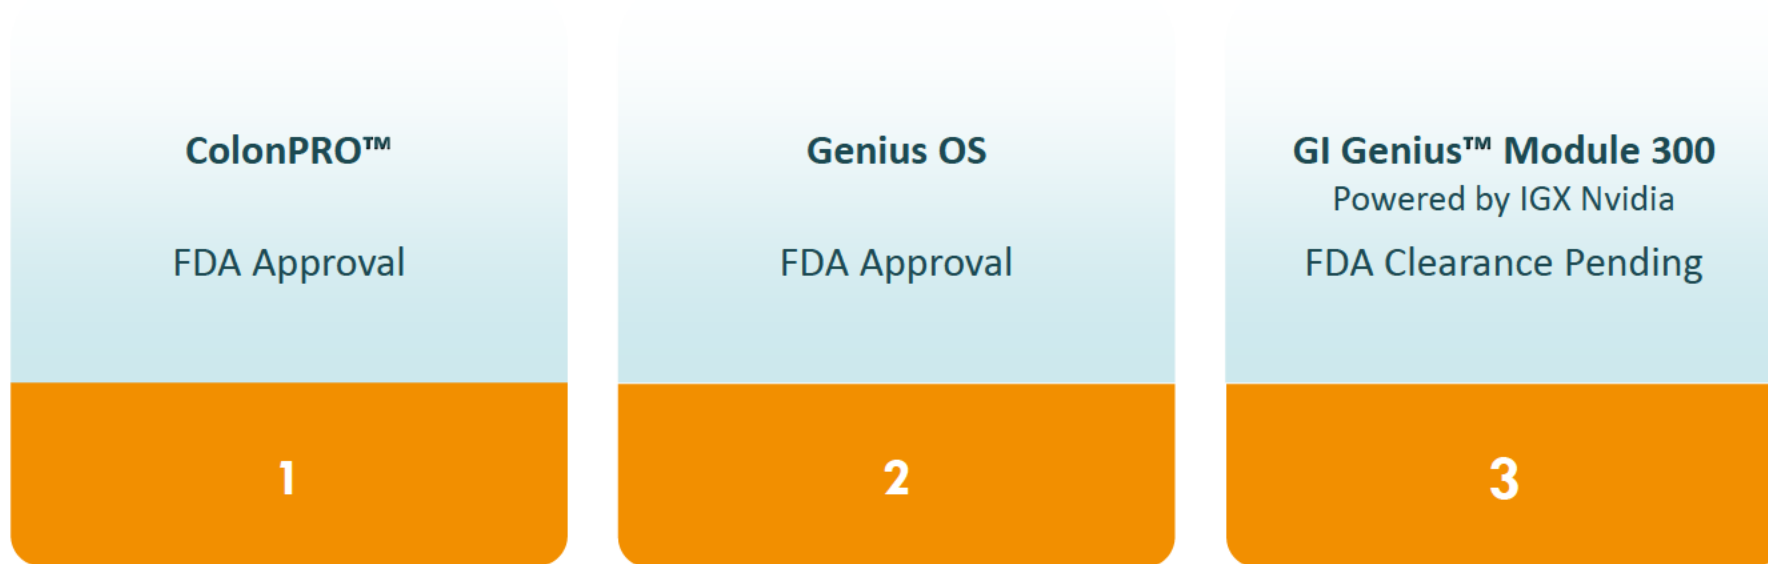 ColonPRO™
FDA Approval
1
Genius OS
FDA Approval
2
GI Genius™ Module 300
Powered by IGX Nvidia
FDA Clearance Pending
3